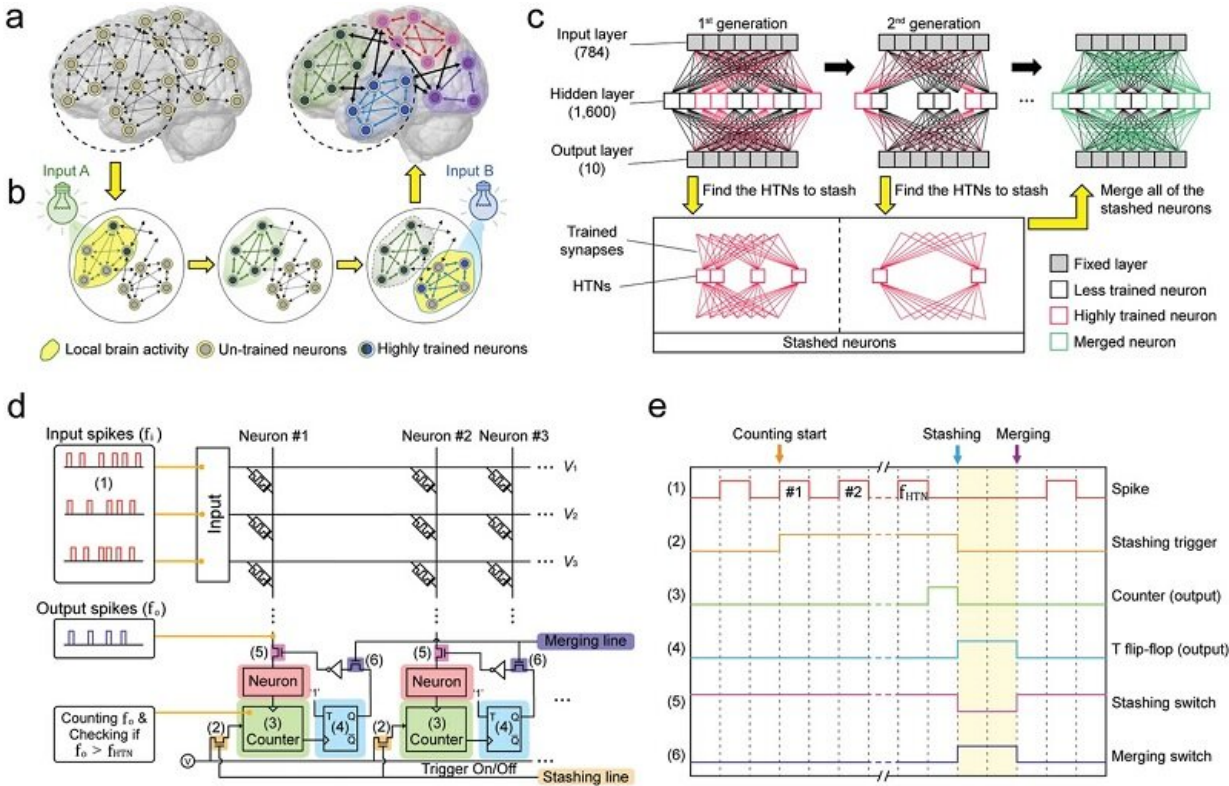 a
b
Input A
Input B
Local brain activity
Un-trained neurons
Highly trained neurons
c
1st generation
2nd generation
Input layer
(784)
Hidden layer
(1,600)
Output layer
(10)
...
Find the HTNs to stash
Find the HTNs to stash
Merge all of the
stashed neurons
Trained
synapses
HTNs
Stashed neurons
Fixed layer
Less trained neuron
Highly trained neuron
Merged neuron
d
Input spikes (fᵢ)
(1)
Input
Neuron #1
Neuron #2
Neuron #3
... V₁
... V₂
... V₃
Output spikes (fₒ)
Merging line
(5)
(6)
(5)
(6)
Neuron
Neuron
'1'
'1'
Counting fₒ &
Checking if
fₒ > f_HTN
(2)
(3)
Counter
T Q
(4)
Q̅
(2)
(3)
Counter
T Q
(4)
Q̅
V
Trigger On/Off
Stashing line
e
Counting start
Stashing
Merging
(1)
#1
#2
f_HTN
Spike
(2)
Stashing trigger
(3)
Counter (output)
(4)
T flip-flop (output)
(5)
Stashing switch
(6)
Merging switch